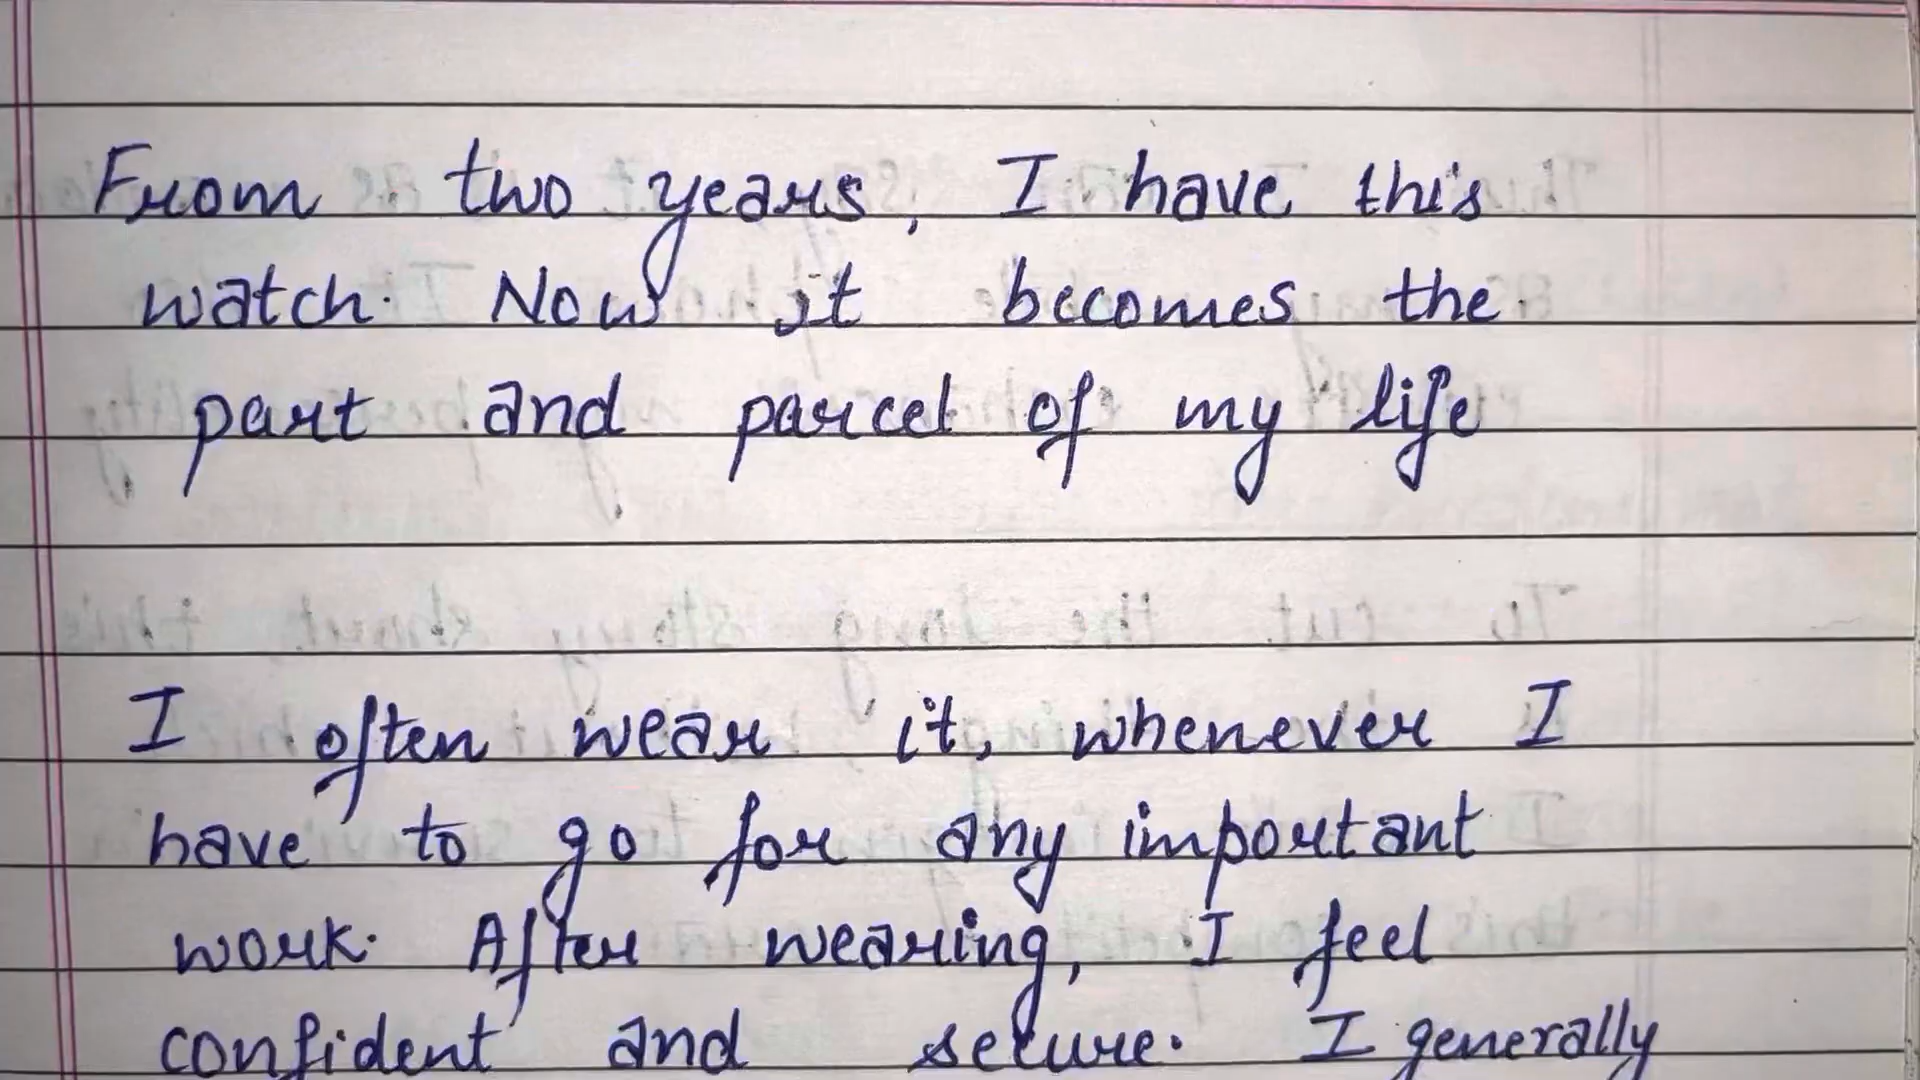 From two years, I have this
watch. Now it becomes the
part and parcel of my life
I often wear it, whenever I
have to go for any important
work. After wearing, I feel
confident and secure. I generally